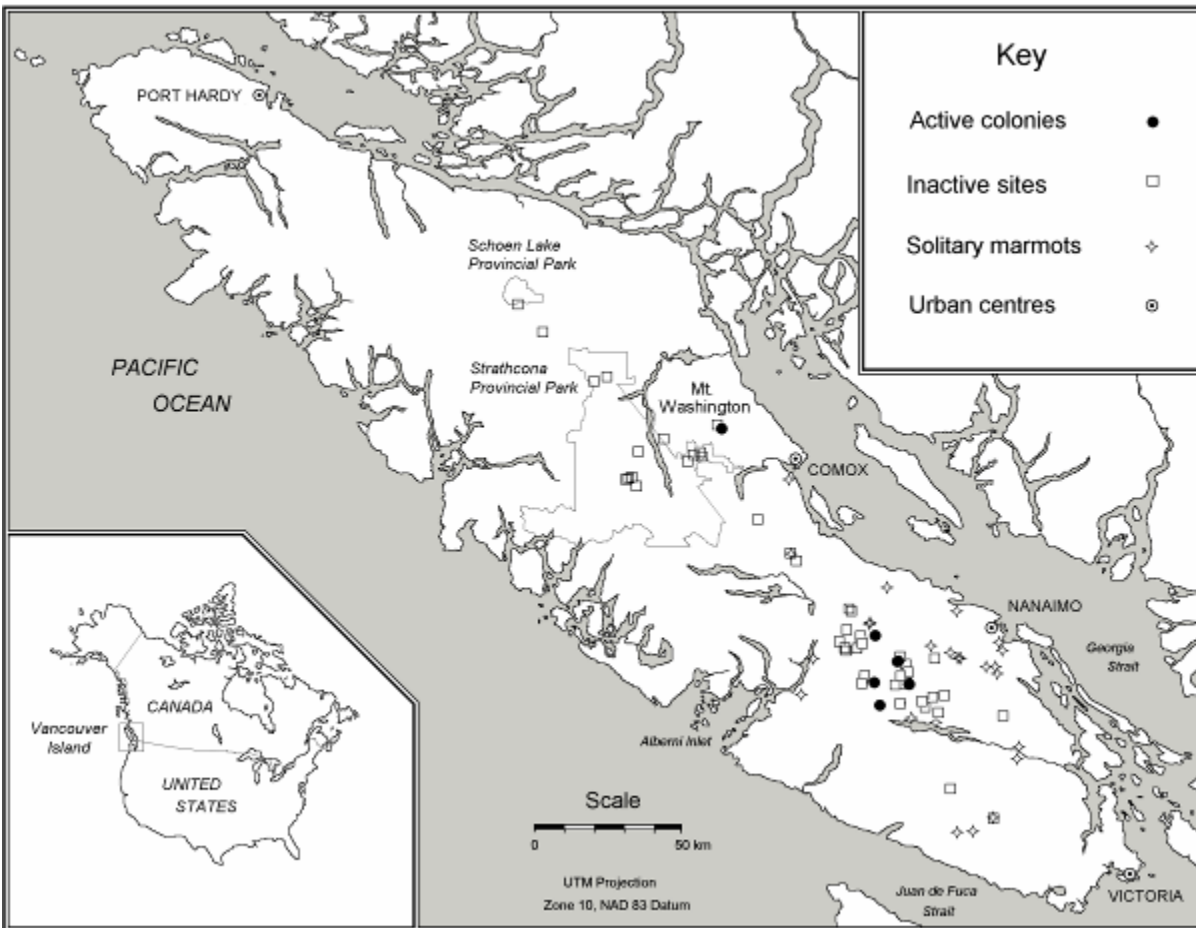 Key
Active colonies
Inactive sites
Solitary marmots
Urban centres
PORT HARDY
Schoen Lake
Provincial Park
PACIFIC
OCEAN
Strathcona
Provincial Park
Mt.
Washington
COMOX
NANAIMO
Georgia
Strait
Alberni Inlet
Vancouver
Island
CANADA
UNITED
STATES
Scale
0 50 km
UTM Projection
Zone 10, NAD 83 Datum
Juan de Fuca
Strait
VICTORIA